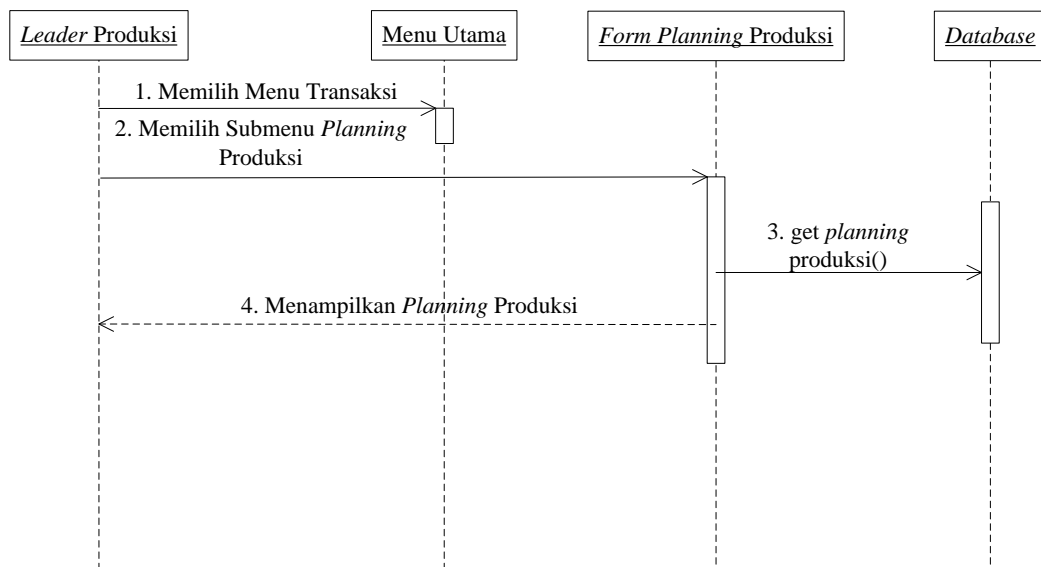 Leader Produksi
Menu Utama
Form Planning Produksi
Database
1. Memilih Menu Transaksi
2. Memilih Submenu Planning
Produksi
3. get planning
produksi()
4. Menampilkan Planning Produksi